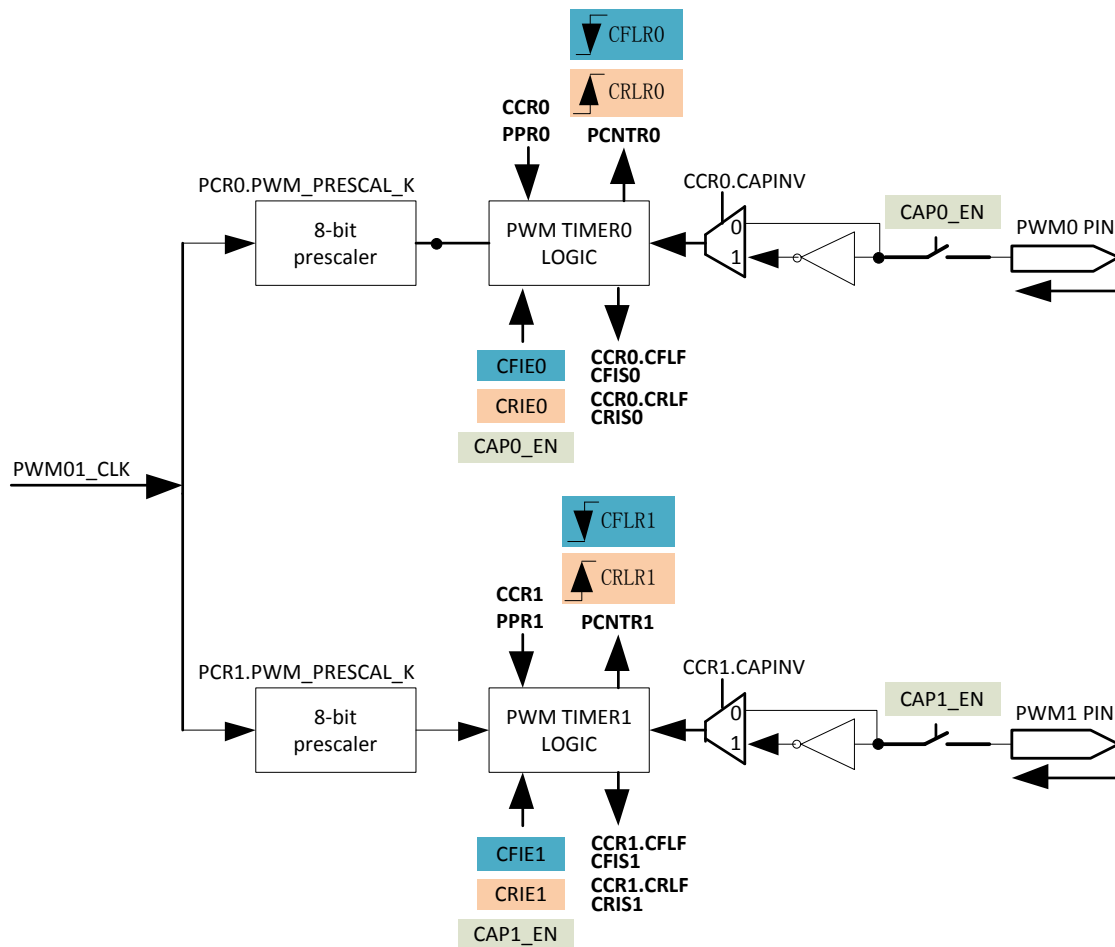 CFLR0
CRLR0
CCR0
PPR0
PCNTR0
PCR0.PWM_PRESCAL_K
8-bit
prescaler
PWM TIMER0
LOGIC
CCR0.CAPINV
0
1
CAP0_EN
PWM0 PIN
CFIE0
CRIE0
CAP0_EN
CCR0.CFLF
CFIS0
CCR0.CRLF
CRIS0
PWM01_CLK
CFLR1
CRLR1
CCR1
PPR1
PCNTR1
PCR1.PWM_PRESCAL_K
8-bit
prescaler
PWM TIMER1
LOGIC
CCR1.CAPINV
0
1
CAP1_EN
PWM1 PIN
CFIE1
CRIE1
CAP1_EN
CCR1.CFLF
CFIS1
CCR1.CRLF
CRIS1